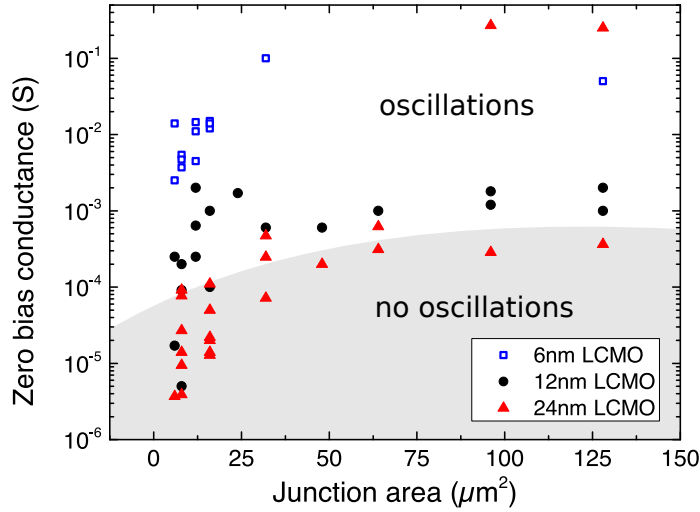 Zero bias conductance (S)
10⁻¹
10⁻²
10⁻³
10⁻⁴
10⁻⁵
10⁻⁶
oscillations
no oscillations
6nm LCMO
12nm LCMO
24nm LCMO
0 25 50 75 100 125 150
Junction area (μm²)